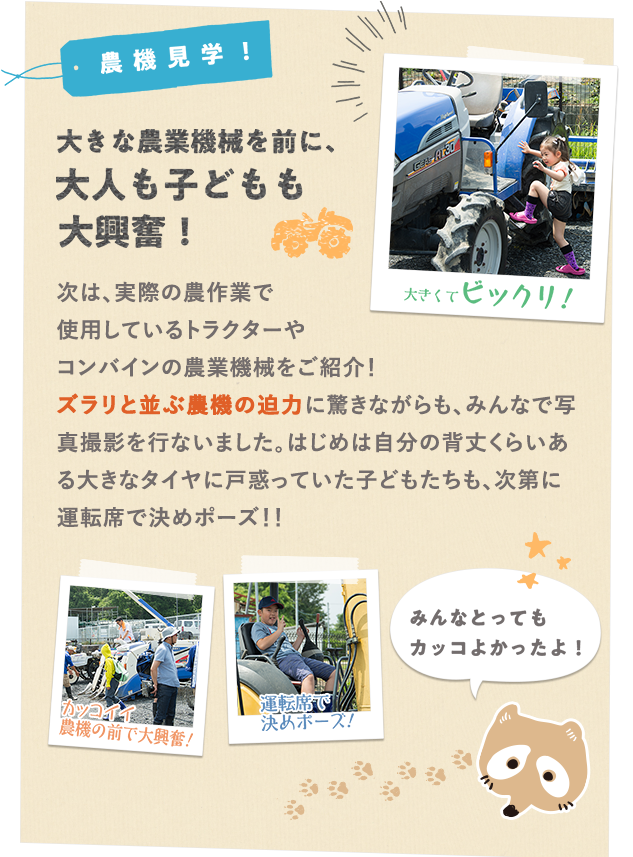 農機見学！
大きな農業機械を前に、
大人も子どもも
大興奮！
大きくてビックリ！
次は、実際の農作業で
使用しているトラクターや
コンバインの農業機械をご紹介！
ズラリと並ぶ農機の迫力に驚きながらも、みんなで写
真撮影を行ないました。はじめは自分の背丈くらいあ
る大きなタイヤに戸惑っていた子どもたちも、次第に
運転席で決めポーズ！！
カッコイイ
農機の前で大興奮！
運転席で
決めポーズ！
みんなとっても
カッコよかったよ！